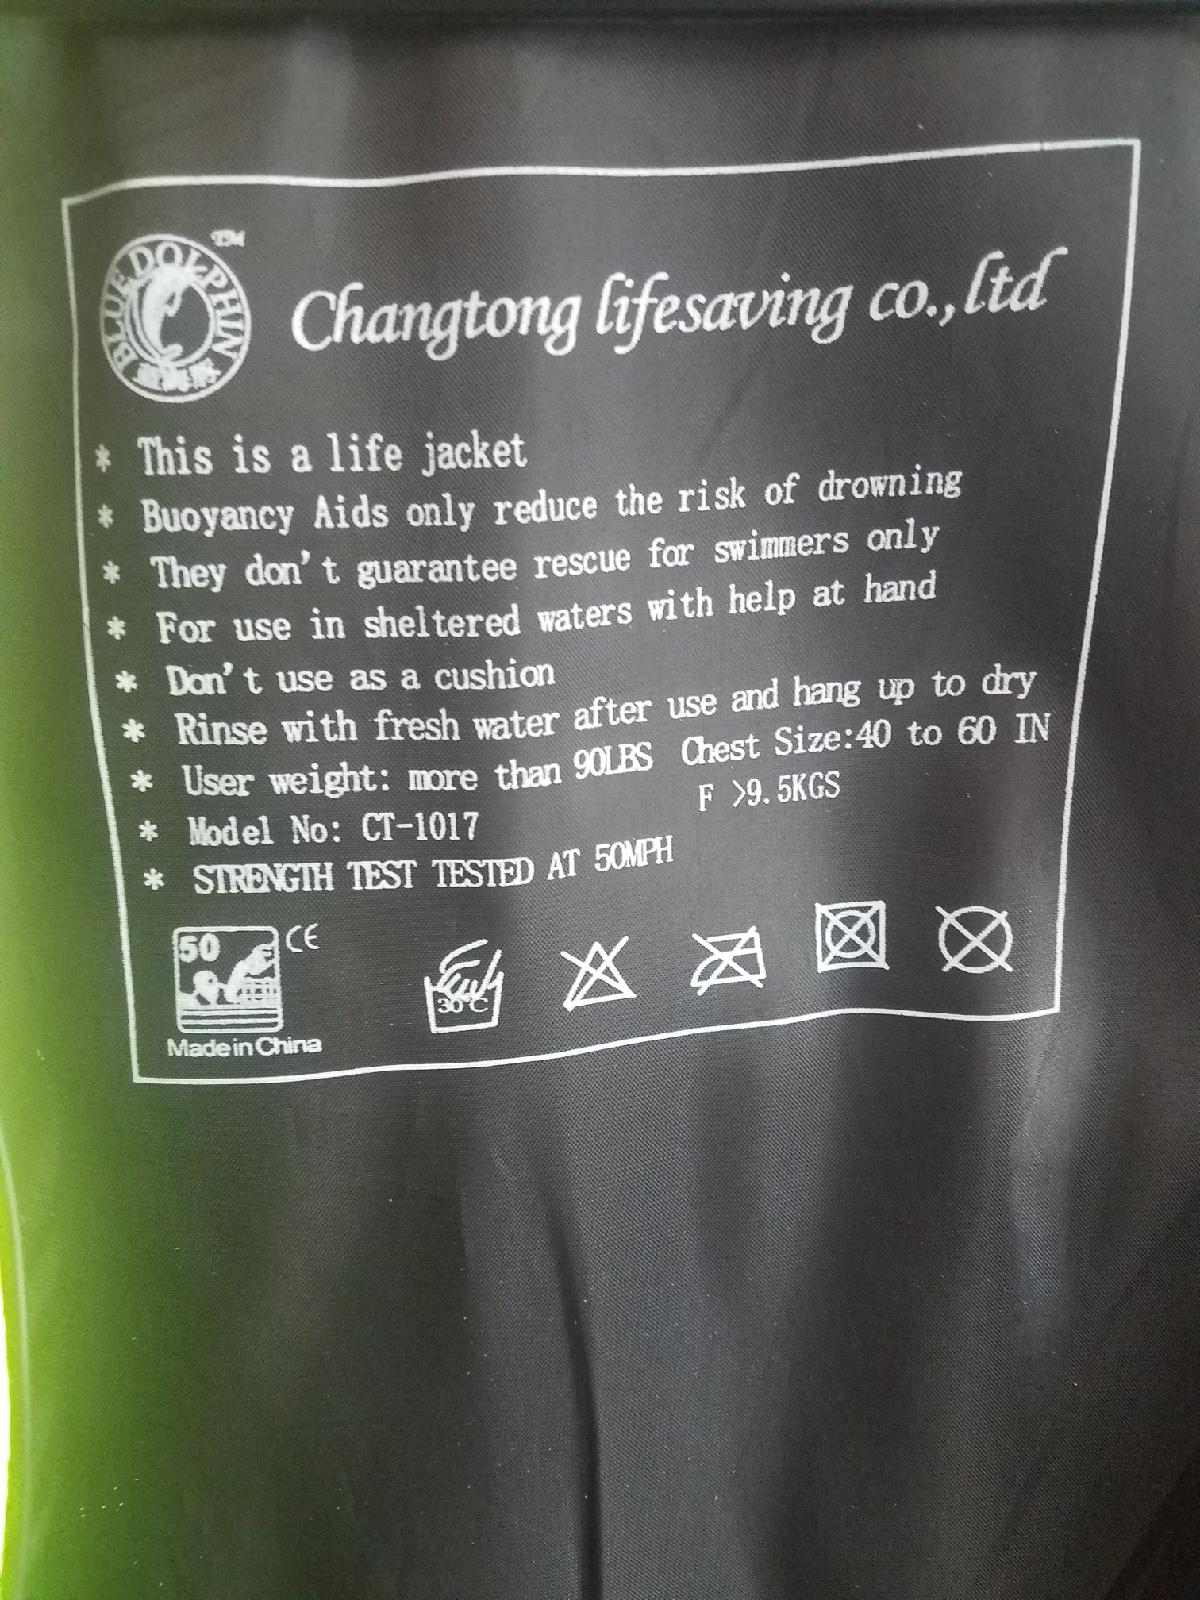 BLUE DOLPHIN
TM
Changtong lifesaving co.,ltd
* This is a life jacket
* Buoyancy Aids only reduce the risk of drowning
* They don't guarantee rescue for swimmers only
* For use in sheltered waters with help at hand
* Don't use as a cushion
* Rinse with fresh water after use and hang up to dry
* User weight: more than 90LBS Chest Size:40 to 60 IN
* Model No: CT-1017 F >9.5KGS
* STRENGTH TEST TESTED AT 50MPH
50 CE
30°C
Made in China